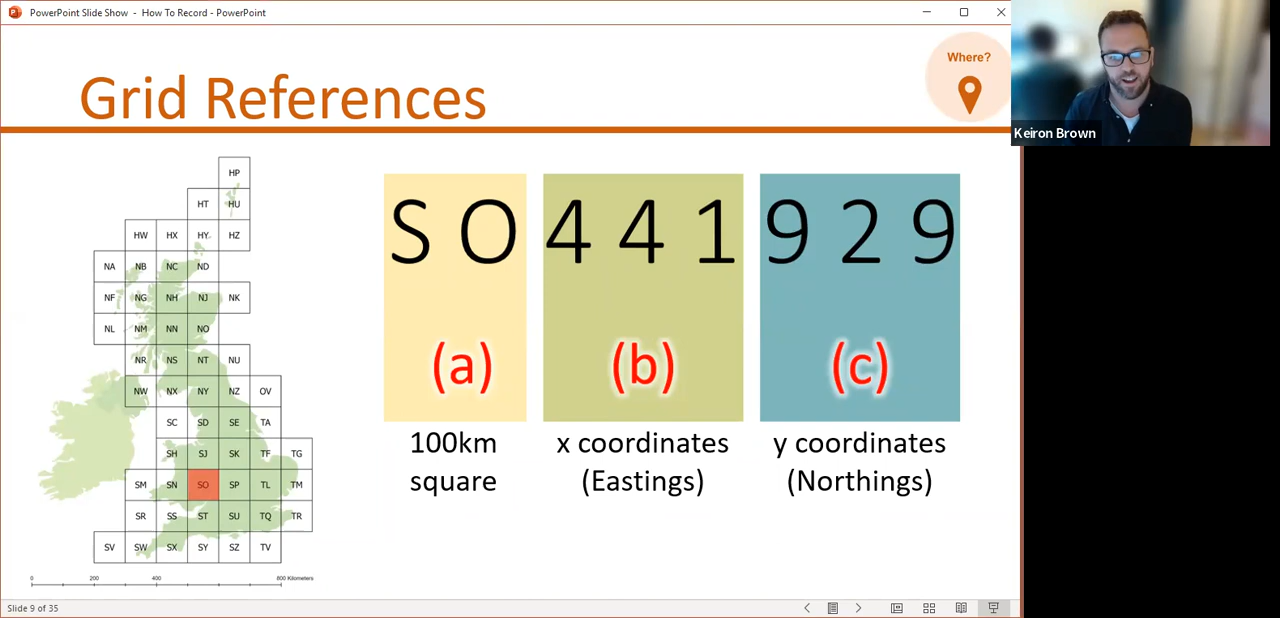 PowerPoint Slide Show - How To Record - PowerPoint
Where?
Grid References
Keiron Brown
HP
HT HU
HW HX HY HZ
NA NB NC ND
NF NG NH NJ NK
NL NM NN NO
NR NS NT NU
NW NX NY NZ OV
SC SD SE TA
SH SJ SK TF TG
SM SN SO SP TL TM
SR SS ST SU TQ TR
SV SW SX SY SZ TV
0 200 400 800 Kilometers
S O 4 4 1 9 2 9
(a) (b) (c)
100km
square
x coordinates
(Eastings)
y coordinates
(Northings)
Slide 9 of 35